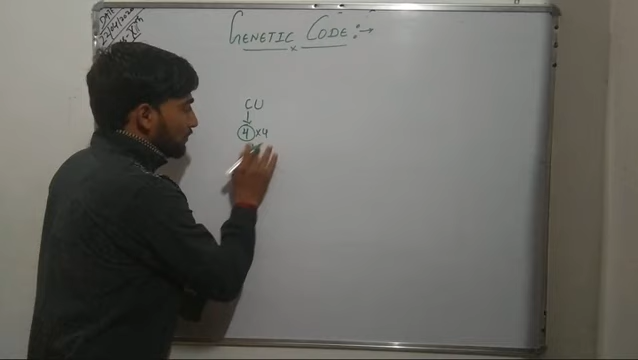 GENETIC CODE :→
CU
↓
4 x 4